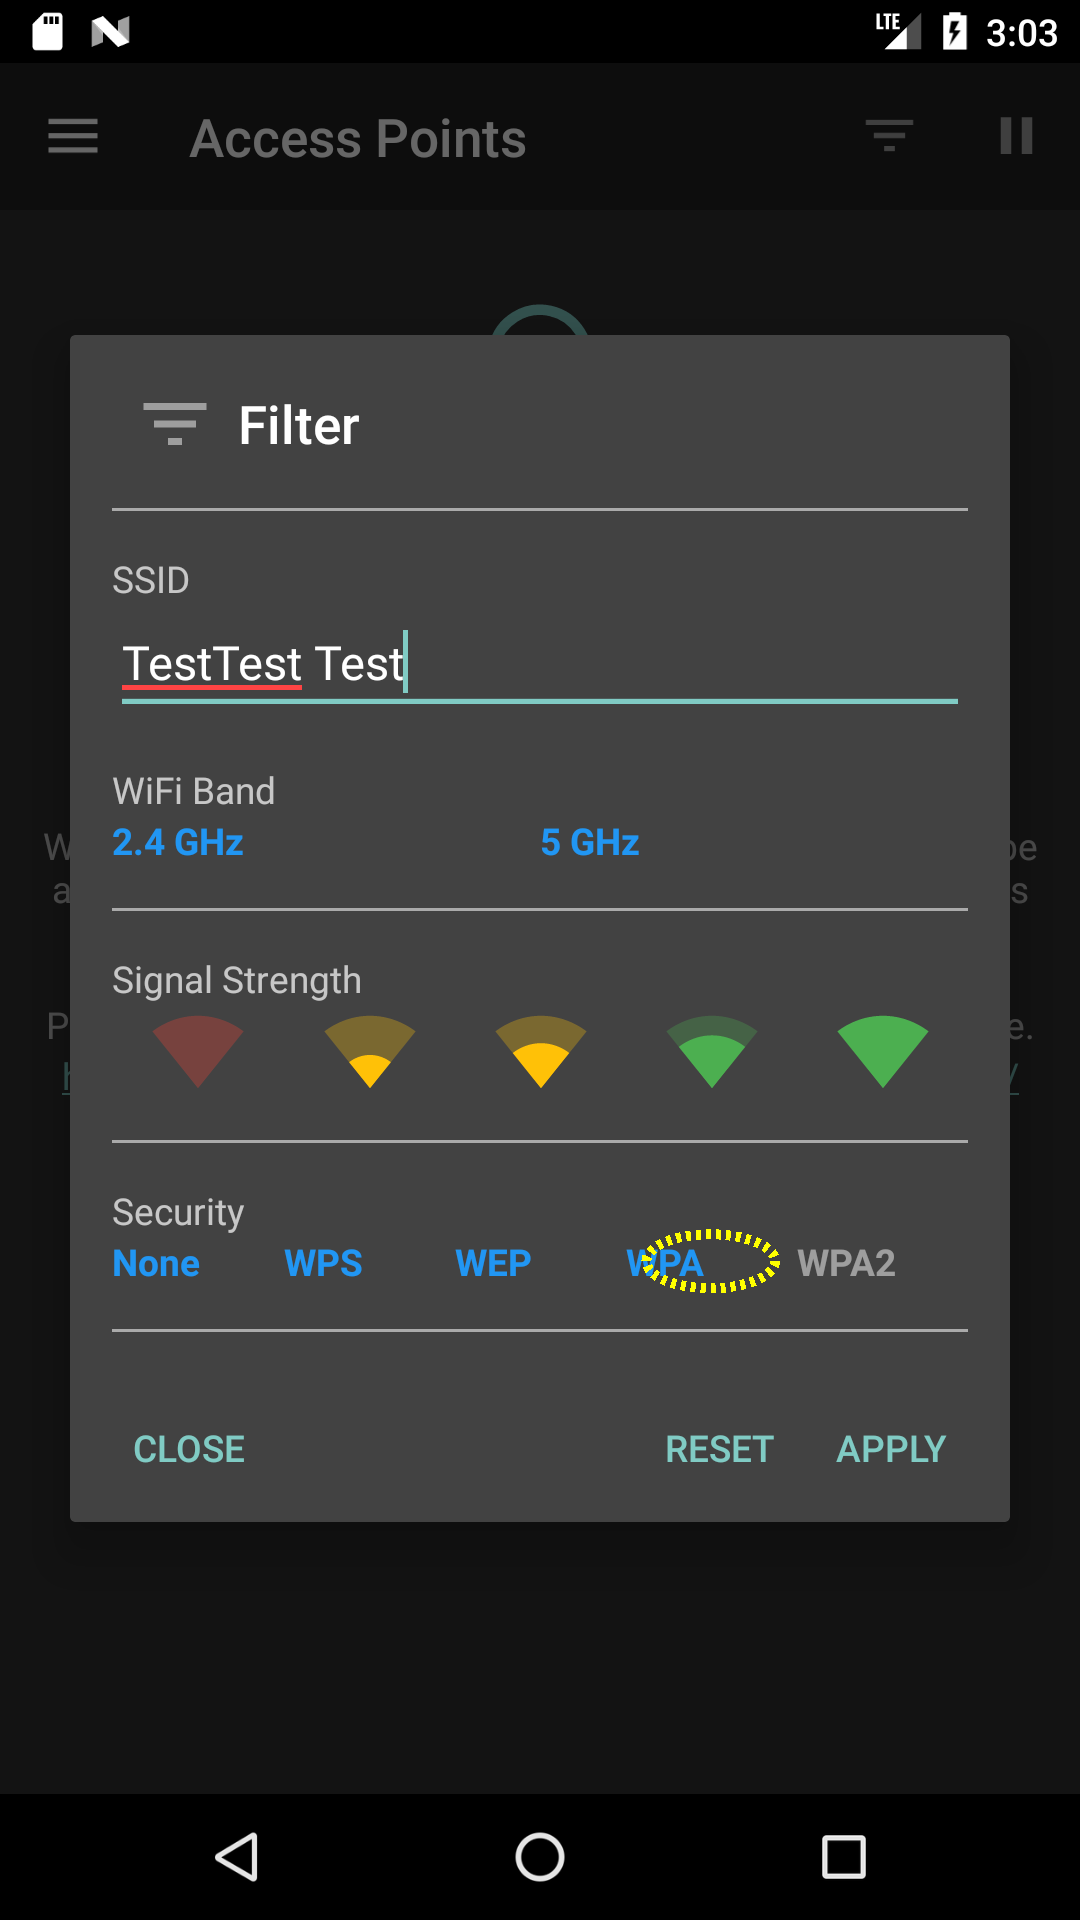 LTE 3:03
Access Points
Filter
SSID
TestTest Test
WiFi Band
2.4 GHz 5 GHz
Signal Strength
Security
None WPS WEP WPA WPA2
CLOSE RESET APPLY